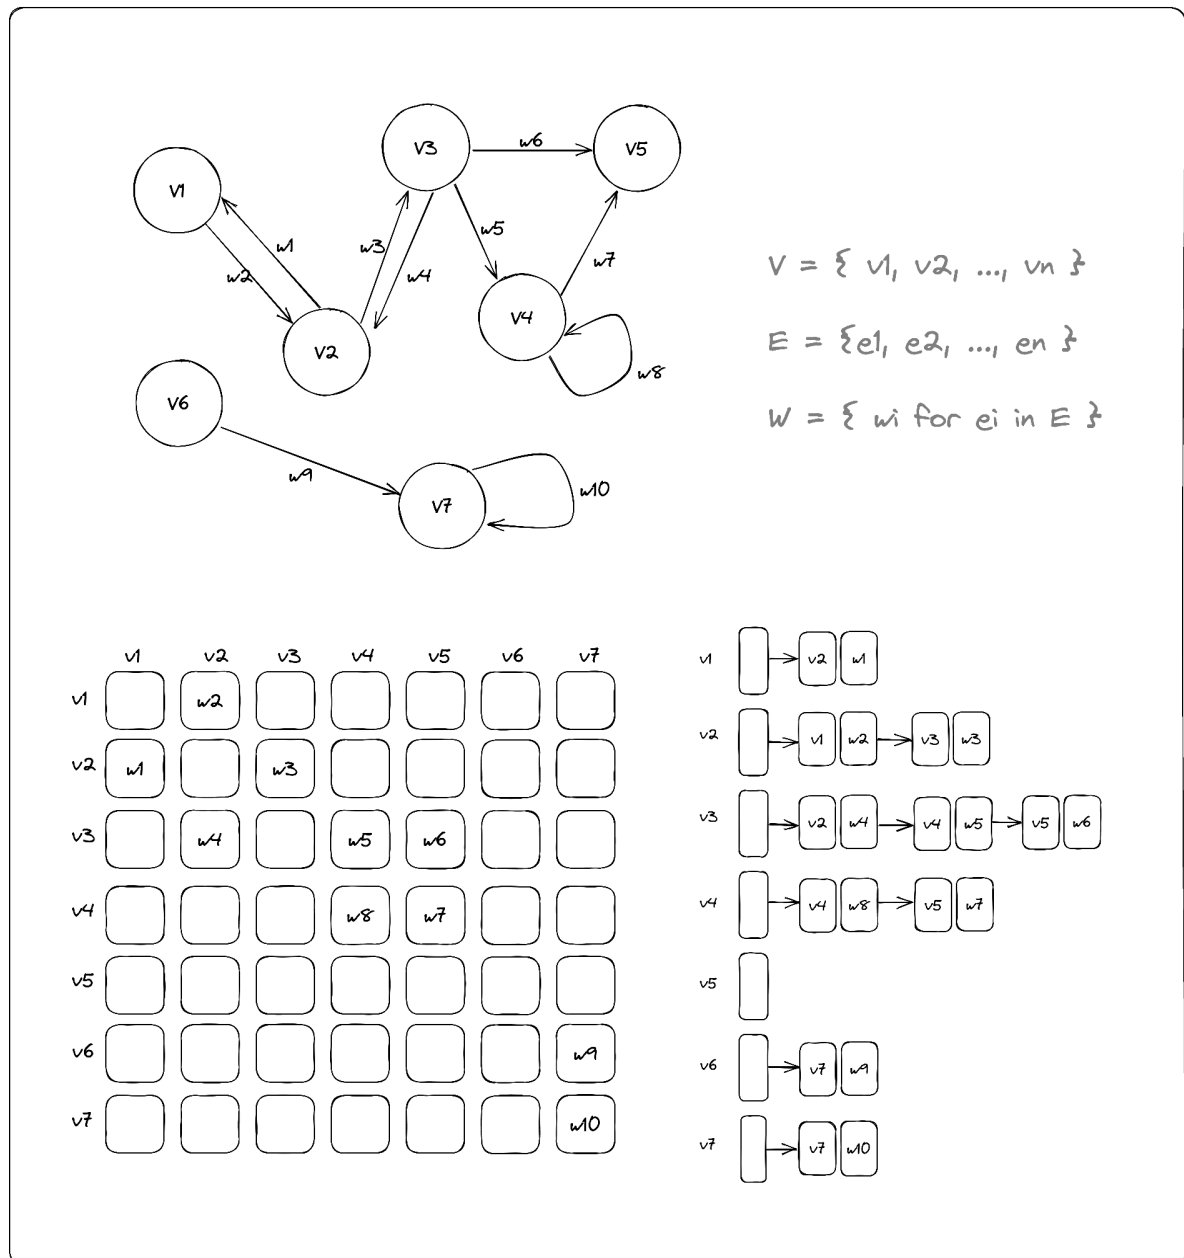 v3
w6
v5
v1
w5
w1
w3
w2
w4
w7
v4
v2
w8
v6
w9
v7
w10
V = { v1, v2, ..., vn }
E = {e1, e2, ..., en }
W = { wi for ei in E }
v1 v2 v3 v4 v5 v6 v7
v1 w2
v2 w1 w3
v3 w4 w5 w6
v4 w8 w7
v5
v6 w9
v7 w10
v1 v2 w1
v2 v1 w2 v3 w3
v3 v2 w4 v4 w5 v5 w6
v4 v4 w8 v5 w7
v5
v6 v7 w9
v7 v7 w10